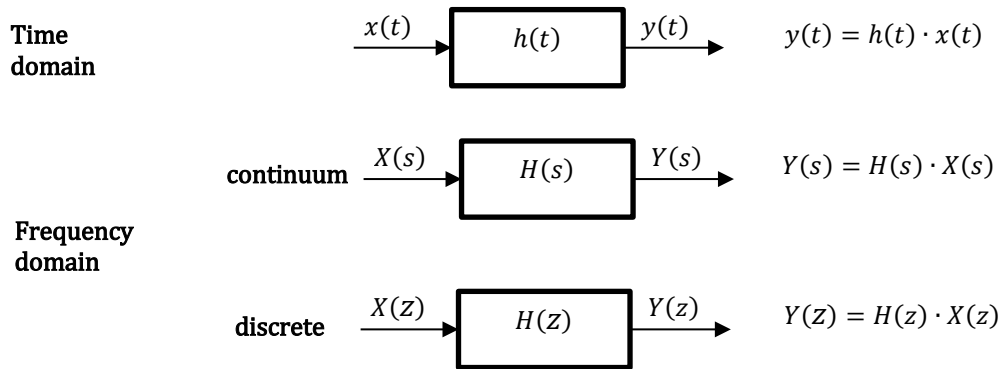 Time
domain
x(t)
h(t)
y(t)
y(t) = h(t) · x(t)
continuum
X(s)
H(s)
Y(s)
Y(s) = H(s) · X(s)
Frequency
domain
discrete
X(z)
H(z)
Y(z)
Y(z) = H(z) · X(z)